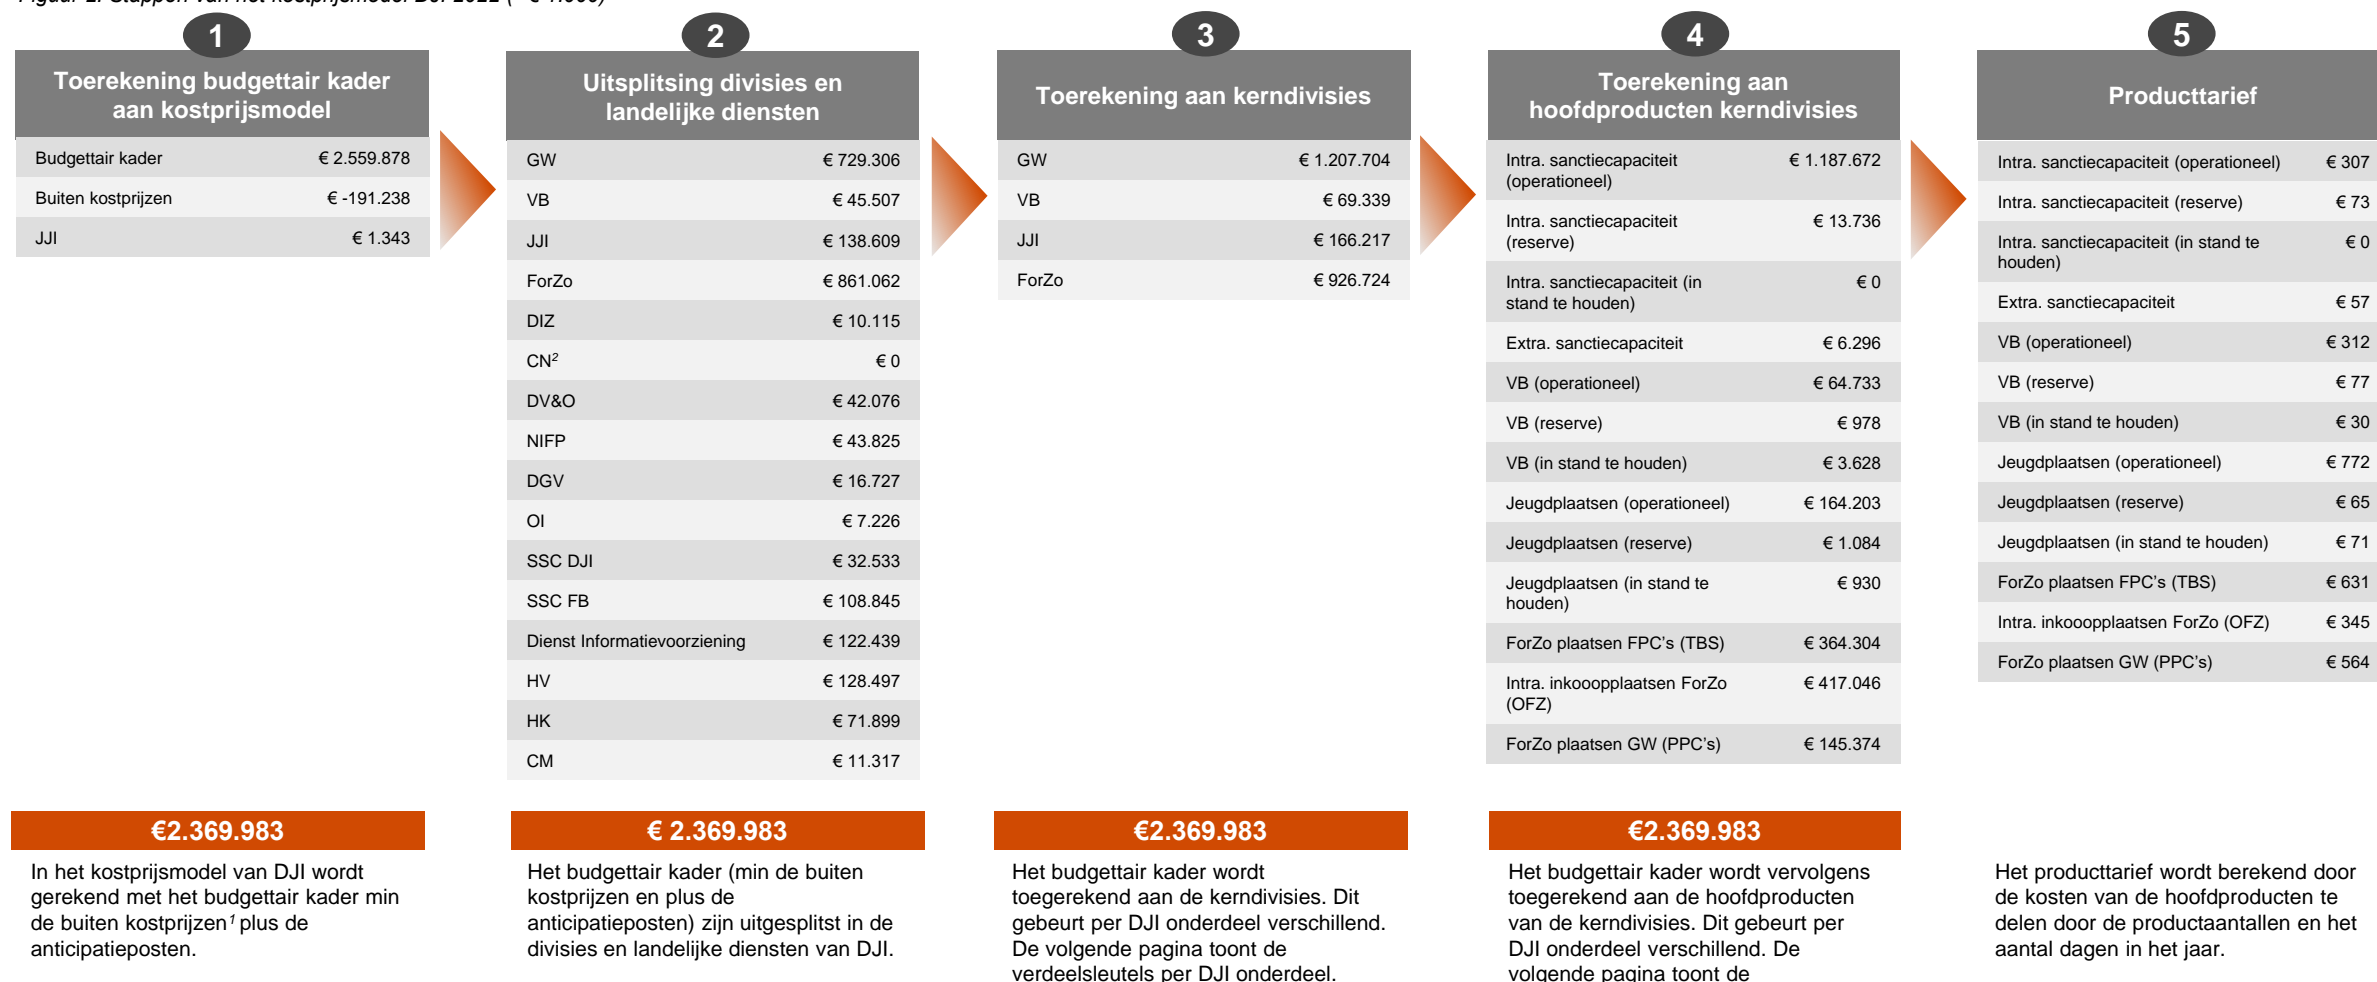 Figuur 2: Stappen van het kostprijsmodel DJI 2022 (* € 1.000)
1
Toerekening budgettair kader
aan kostprijsmodel
Budgettair kader € 2.559.878
Buiten kostprijzen € -191.238
JJI € 1.343
€2.369.983
In het kostprijsmodel van DJI wordt
gerekend met het budgettair kader min
de buiten kostprijzen¹ plus de
anticipatieposten.
2
Uitsplitsing divisies en
landelijke diensten
GW € 729.306
VB € 45.507
JJI € 138.609
ForZo € 861.062
DIZ € 10.115
CN² € 0
DV&O € 42.076
NIFP € 43.825
DGV € 16.727
OI € 7.226
SSC DJI € 32.533
SSC FB € 108.845
Dienst Informatievoorziening € 122.439
HV € 128.497
HK € 71.899
CM € 11.317
€ 2.369.983
Het budgettair kader (min de buiten
kostprijzen en plus de
anticipatieposten) zijn uitgesplitst in de
divisies en landelijke diensten van DJI.
3
Toerekening aan kerndivisies
GW € 1.207.704
VB € 69.339
JJI € 166.217
ForZo € 926.724
€2.369.983
Het budgettair kader wordt
toegerekend aan de kerndivisies. Dit
gebeurt per DJI onderdeel verschillend.
De volgende pagina toont de
verdeelsleutels per DJI onderdeel.
4
Toerekening aan
hoofdproducten kerndivisies
Intra. sanctiecapaciteit € 1.187.672
(operationeel)
Intra. sanctiecapaciteit € 13.736
(reserve)
Intra. sanctiecapaciteit (in € 0
stand te houden)
Extra. sanctiecapaciteit € 6.296
VB (operationeel) € 64.733
VB (reserve) € 978
VB (in stand te houden) € 3.628
Jeugdplaatsen (operationeel) € 164.203
Jeugdplaatsen (reserve) € 1.084
Jeugdplaatsen (in stand te € 930
houden)
ForZo plaatsen FPC's (TBS) € 364.304
Intra. inkooopplaatsen ForZo € 417.046
(OFZ)
ForZo plaatsen GW (PPC's) € 145.374
€2.369.983
Het budgettair kader wordt vervolgens
toegerekend aan de hoofdproducten
van de kerndivisies. Dit gebeurt per
DJI onderdeel verschillend. De
volgende pagina toont de
5
Producttarief
Intra. sanctiecapaciteit (operationeel) € 307
Intra. sanctiecapaciteit (reserve) € 73
Intra. sanctiecapaciteit (in stand te € 0
houden)
Extra. sanctiecapaciteit € 57
VB (operationeel) € 312
VB (reserve) € 77
VB (in stand te houden) € 30
Jeugdplaatsen (operationeel) € 772
Jeugdplaatsen (reserve) € 65
Jeugdplaatsen (in stand te houden) € 71
ForZo plaatsen FPC's (TBS) € 631
Intra. inkooopplaatsen ForZo (OFZ) € 345
ForZo plaatsen GW (PPC's) € 564
Het producttarief wordt berekend door
de kosten van de hoofdproducten te
delen door de productaantallen en het
aantal dagen in het jaar.